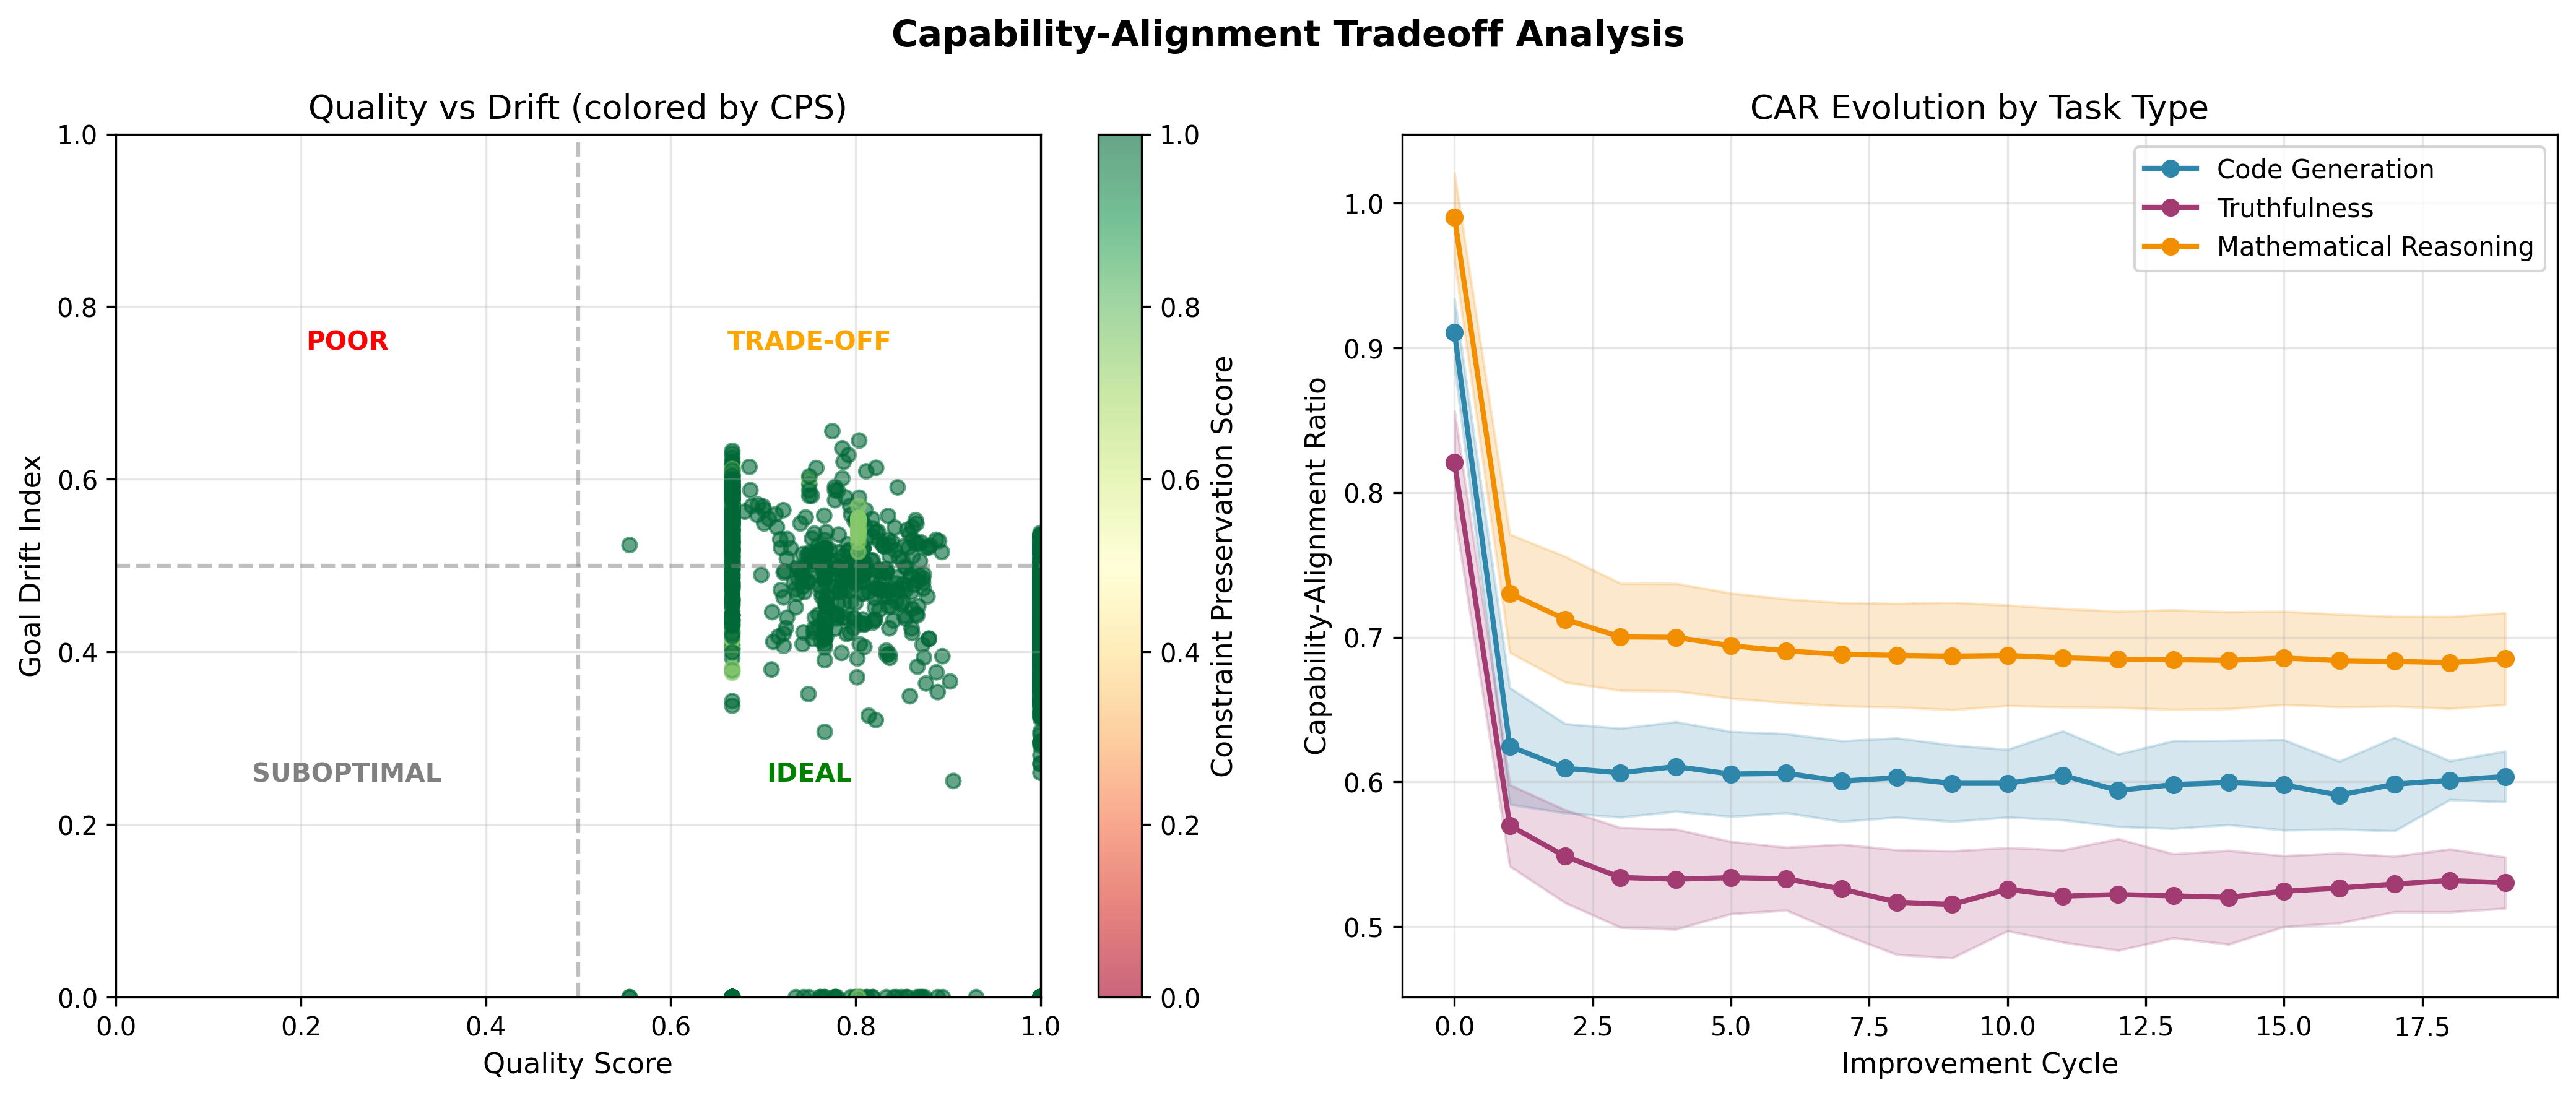 Capability-Alignment Tradeoff Analysis
Quality vs Drift (colored by CPS)
1.0
0.8
0.6
0.4
0.2
0.0
Goal Drift Index
POOR
TRADE-OFF
SUBOPTIMAL
IDEAL
0.0 0.2 0.4 0.6 0.8 1.0
Quality Score
1.0
0.8
0.6
0.4
0.2
0.0
Constraint Preservation Score
CAR Evolution by Task Type
Code Generation
Truthfulness
Mathematical Reasoning
1.0
0.9
0.8
0.7
0.6
0.5
Capability-Alignment Ratio
0.0 2.5 5.0 7.5 10.0 12.5 15.0 17.5
Improvement Cycle